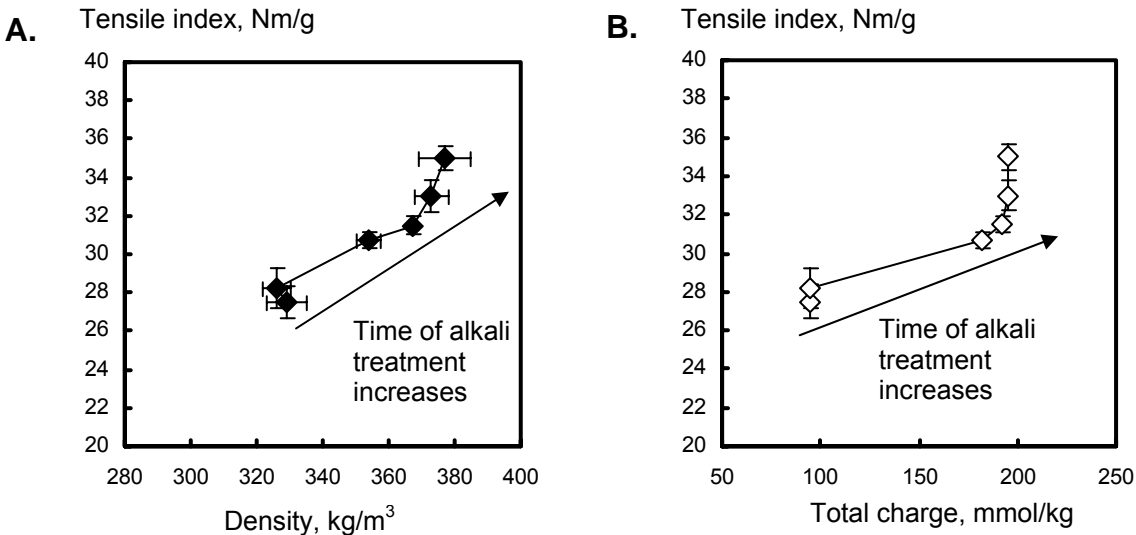 A.
Tensile index, Nm/g
40
38
36
34
32
30
28
26
24
22
20
280 300 320 340 360 380 400
Density, kg/m³
Time of alkali
treatment
increases
B.
Tensile index, Nm/g
40
38
36
34
32
30
28
26
24
22
20
50 100 150 200 250
Total charge, mmol/kg
Time of alkali
treatment
increases